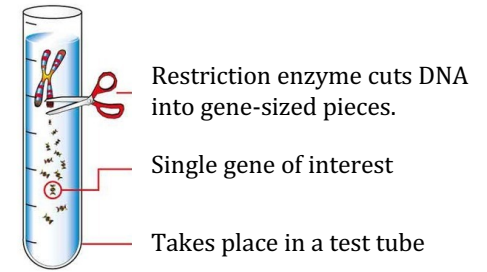 Restriction enzyme cuts DNA
into gene-sized pieces.
Single gene of interest
Takes place in a test tube